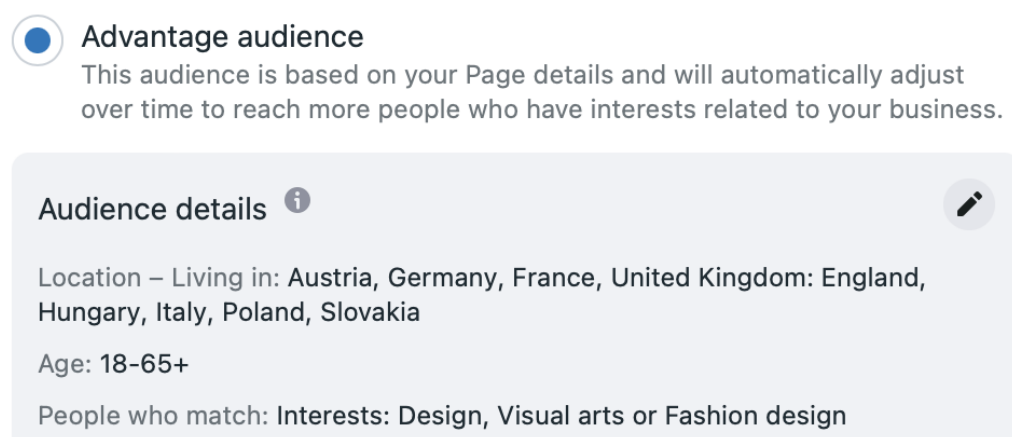 Advantage audience
This audience is based on your Page details and will automatically adjust
over time to reach more people who have interests related to your business.
Audience details
Location – Living in: Austria, Germany, France, United Kingdom: England,
Hungary, Italy, Poland, Slovakia
Age: 18-65+
People who match: Interests: Design, Visual arts or Fashion design